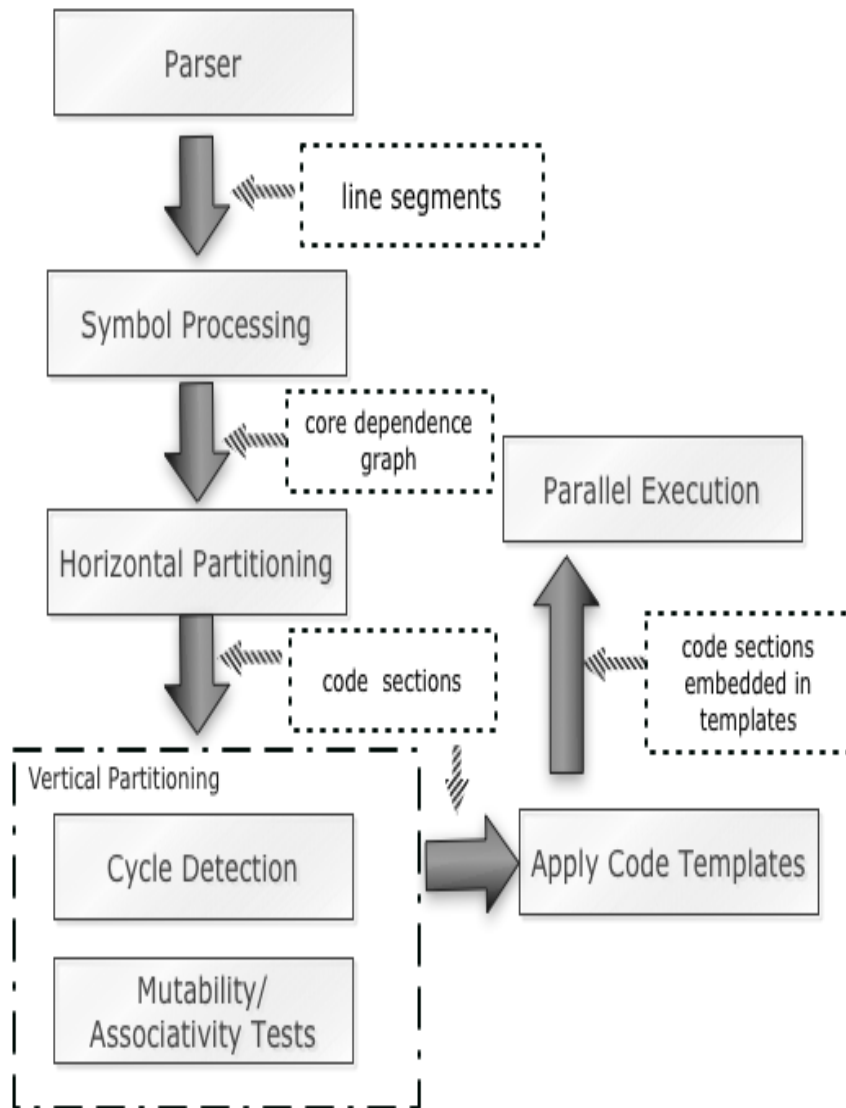 Parser
line segments
Symbol Processing
core dependence
graph
Parallel Execution
Horizontal Partitioning
code sections
code sections
embedded in
templates
Vertical Partitioning
Cycle Detection
Apply Code Templates
Mutability/
Associativity Tests